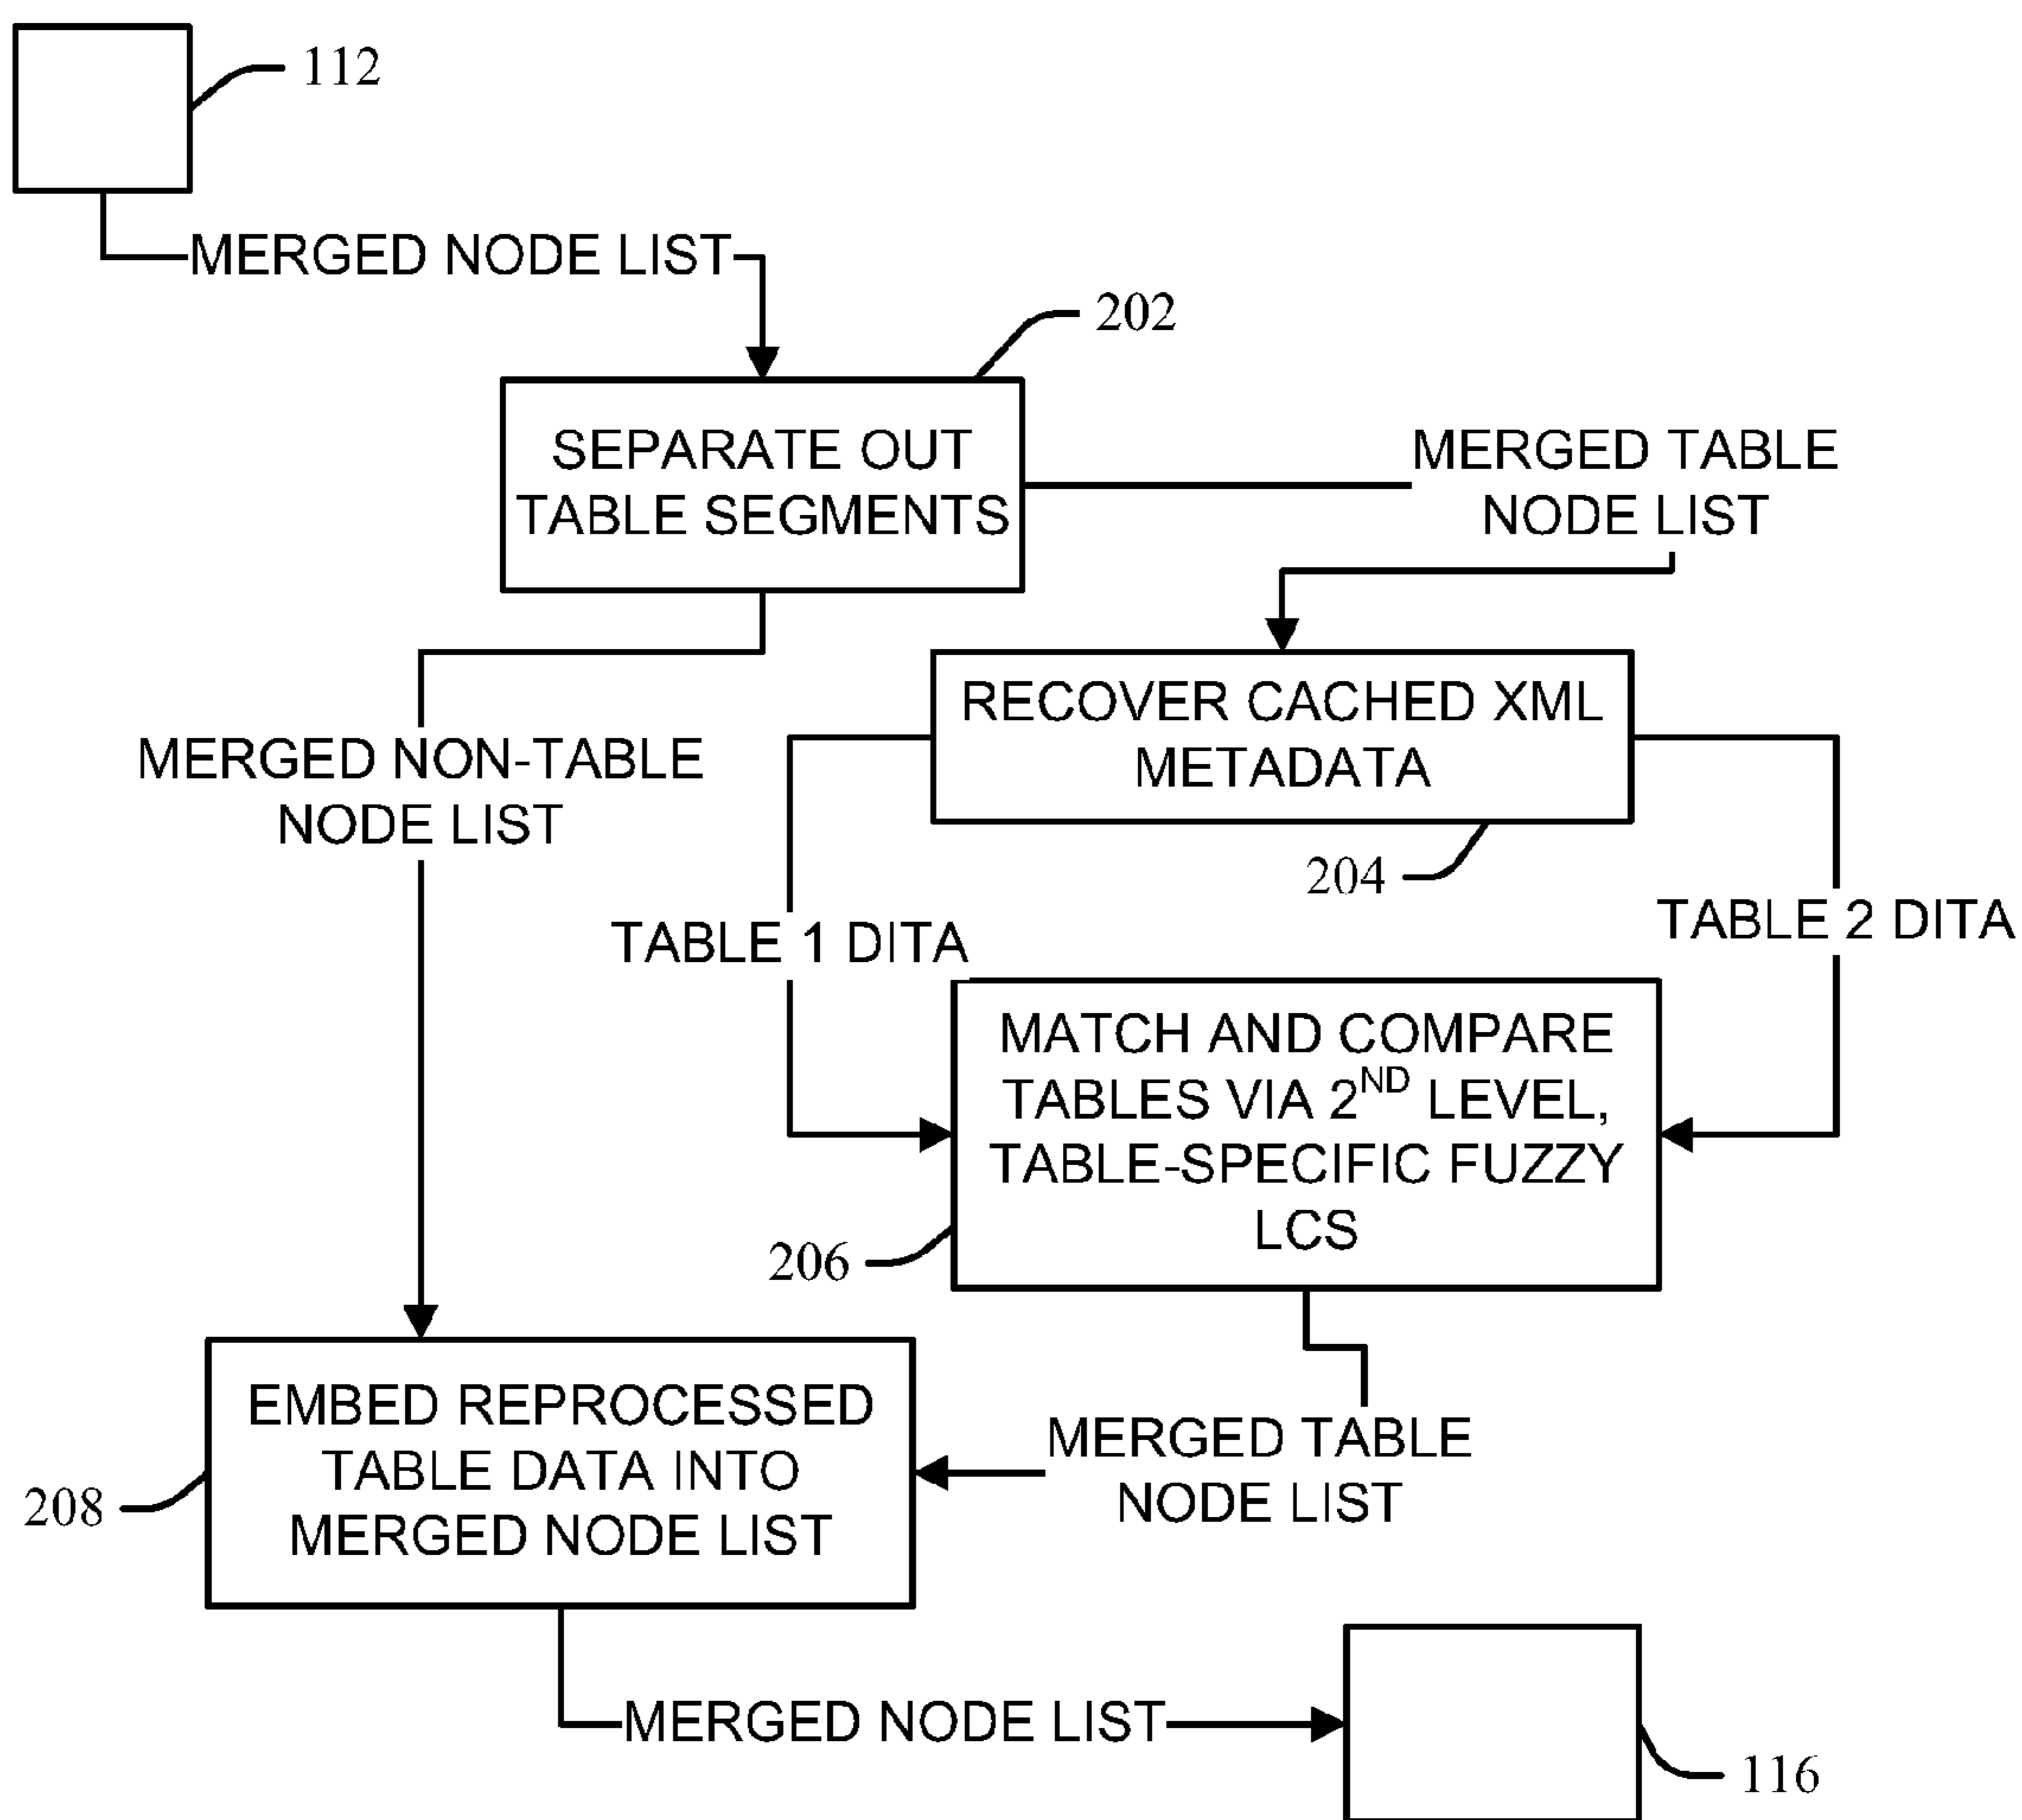 112
MERGED NODE LIST
202
SEPARATE OUT
TABLE SEGMENTS
MERGED TABLE
NODE LIST
RECOVER CACHED XML
METADATA
204
MERGED NON-TABLE
NODE LIST
TABLE 1 DITA
TABLE 2 DITA
MATCH AND COMPARE
TABLES VIA 2ND LEVEL,
TABLE-SPECIFIC FUZZY
LCS
206
EMBED REPROCESSED
TABLE DATA INTO
MERGED NODE LIST
208
MERGED TABLE
NODE LIST
MERGED NODE LIST
116